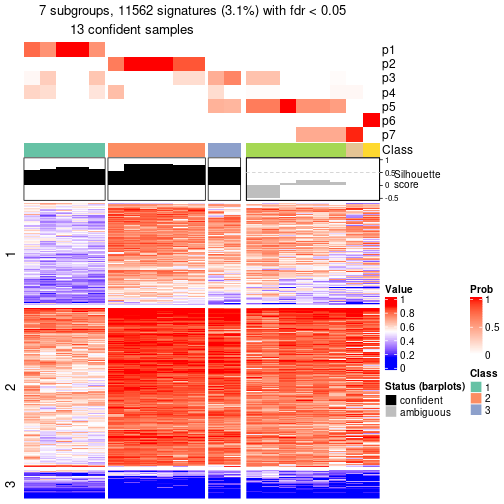 7 subgroups, 11562 signatures (3.1%) with fdr < 0.05
13 confident samples
p1
p2
p3
p4
p5
p6
p7
Class
1
0.5
0
-0.5
Silhouette
score
1
2
3
Value
1
0.8
0.6
0.4
0.2
0
Prob
1
0.5
0
Status (barplots)
confident
ambiguous
Class
1
2
3